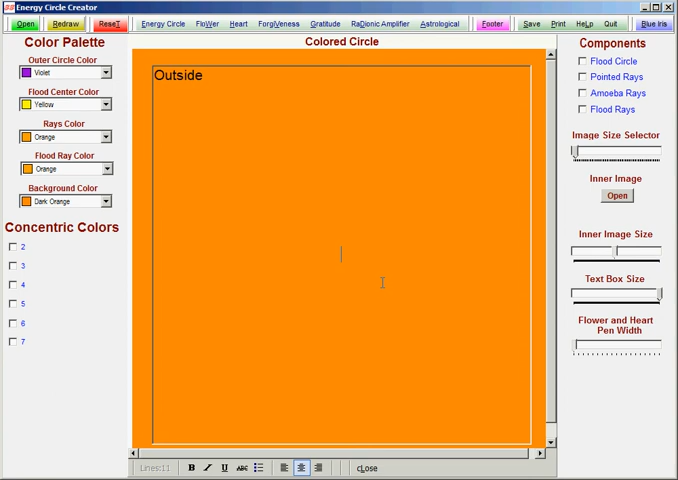 Energy Circle Creator
Open Redraw ReseT Energy Circle FloWer Heart ForgiVeness Gratitude RaDionic Amplifier Astrological Footer Save Print HeLp Quit Blue Iris
Color Palette
Outer Circle Color
Violet
Flood Center Color
Yellow
Rays Color
Orange
Flood Ray Color
Orange
Background Color
Dark Orange
Concentric Colors
2
3
4
5
6
7
Colored Circle
Outside
Lines:11 B I U ABC cLose
Components
Flood Circle
Pointed Rays
Amoeba Rays
Flood Rays
Image Size Selector
Inner Image
Open
Inner Image Size
Text Box Size
Flower and Heart
Pen Width